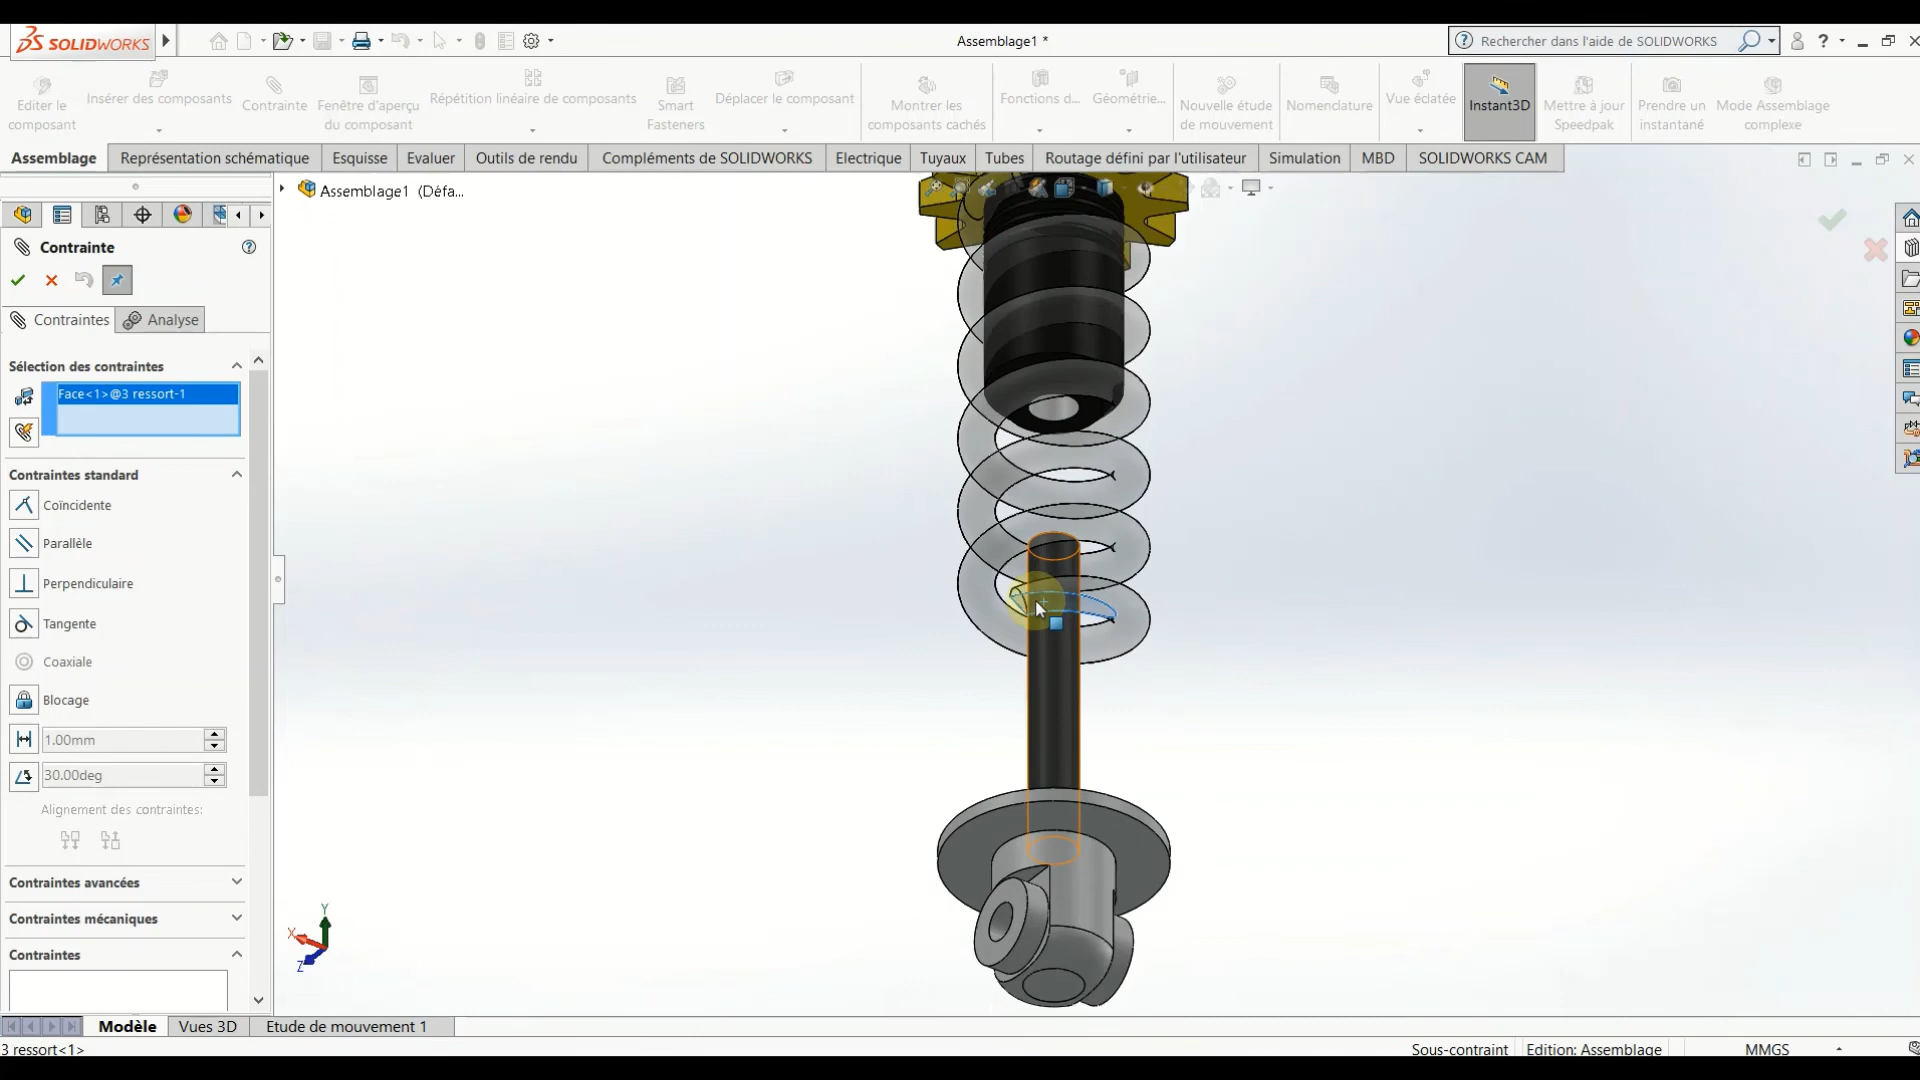 SOLIDWORKS
Assemblage1 *
Rechercher dans l'aide de SOLIDWORKS
Editer le composant
Insérer des composants
Contrainte
Fenêtre d'aperçu du composant
Répétition linéaire de composants
Smart Fasteners
Déplacer le composant
Montrer les composants cachés
Fonctions d...
Géométrie...
Nouvelle étude de mouvement
Nomenclature
Vue éclatée
Instant3D
Mettre à jour Speedpak
Prendre un instantané
Mode Assemblage complexe
Assemblage
Représentation schématique
Esquisse
Evaluer
Outils de rendu
Compléments de SOLIDWORKS
Electrique
Tuyaux
Tubes
Routage défini par l'utilisateur
Simulation
MBD
SOLIDWORKS CAM
Assemblage1 (Défa...
Contrainte
Contraintes
Analyse
Sélection des contraintes
Face<1>@3 ressort-1
Contraintes standard
Coïncidente
Parallèle
Perpendiculaire
Tangente
Coaxiale
Blocage
1.00mm
30.00deg
Alignement des contraintes:
Contraintes avancées
Contraintes mécaniques
Contraintes
Y
X
Z
Modèle
Vues 3D
Etude de mouvement 1
3 ressort<1>
Sous-contraint
Edition: Assemblage
MMGS